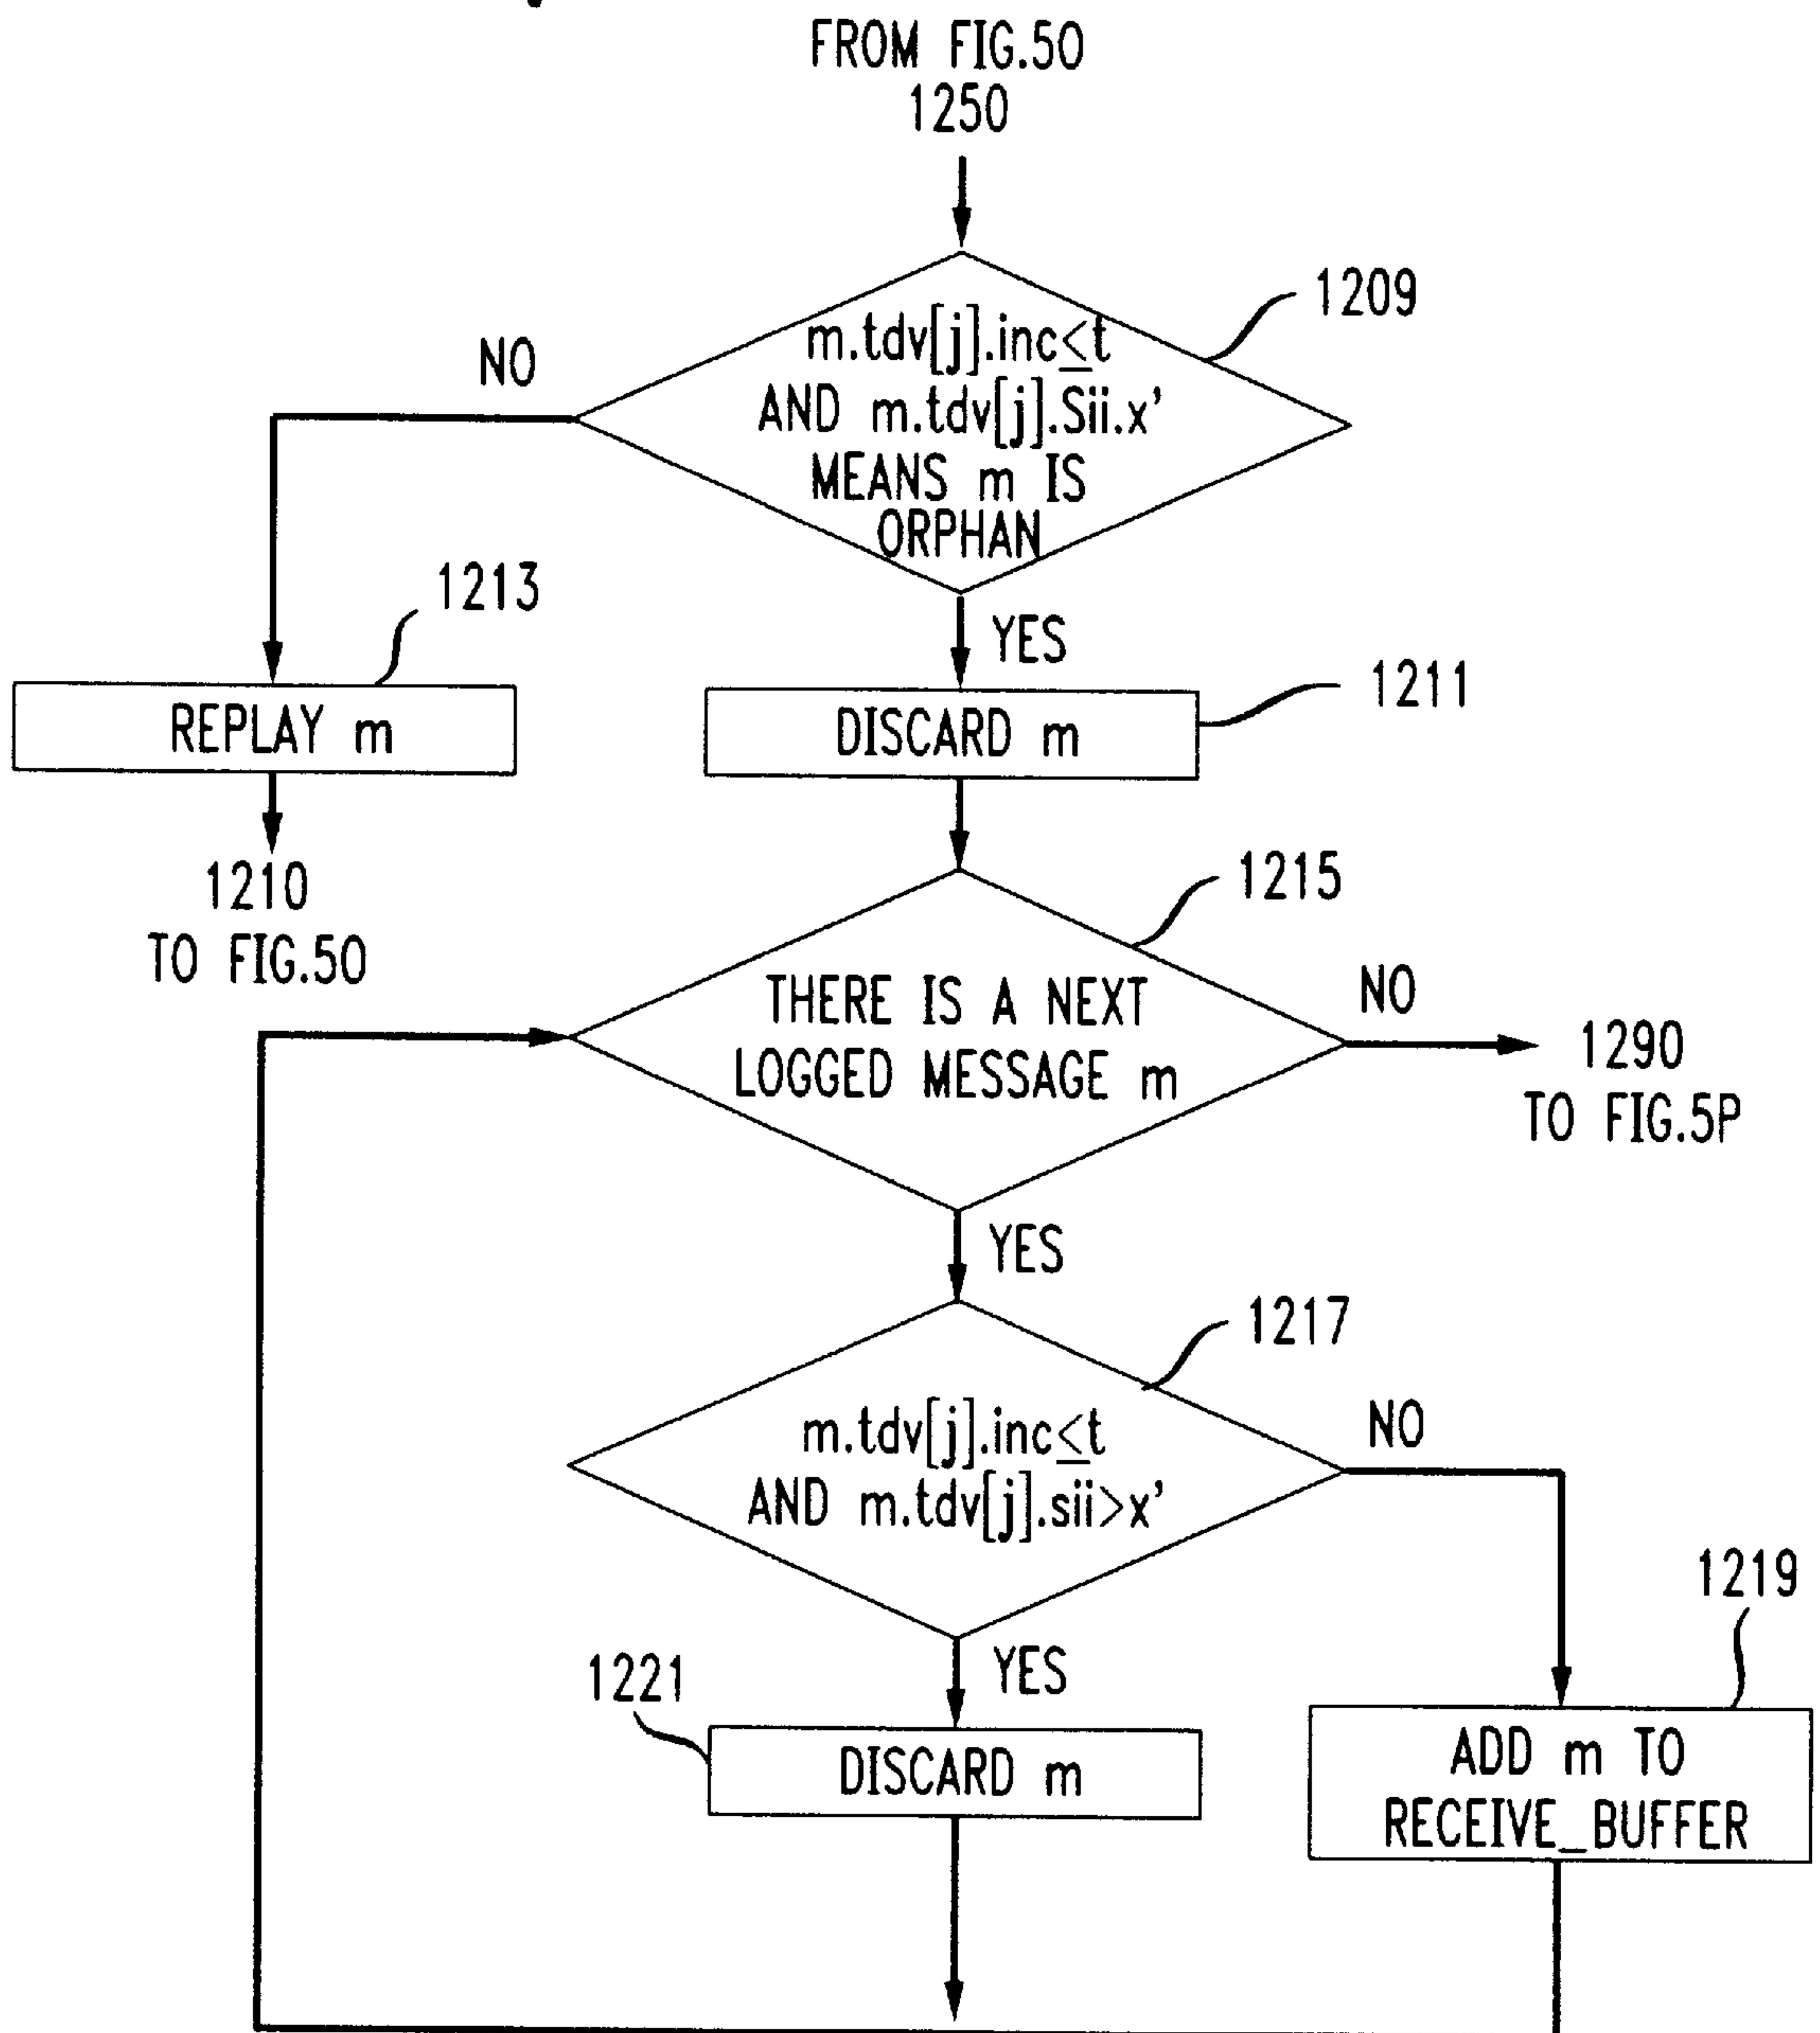 FROM FIG.50
1250
1209
m.tdv[j].inc≤t
AND m.tdv[j].Sii.x'
MEANS m IS
ORPHAN
NO
YES
1213
REPLAY m
1210
TO FIG.50
1211
DISCARD m
1215
THERE IS A NEXT
LOGGED MESSAGE m
NO
1290
TO FIG.5P
YES
1217
m.tdv[j].inc≤t
AND m.tdv[j].sii>x'
NO
YES
1219
ADD m TO
RECEIVE_BUFFER
1221
DISCARD m